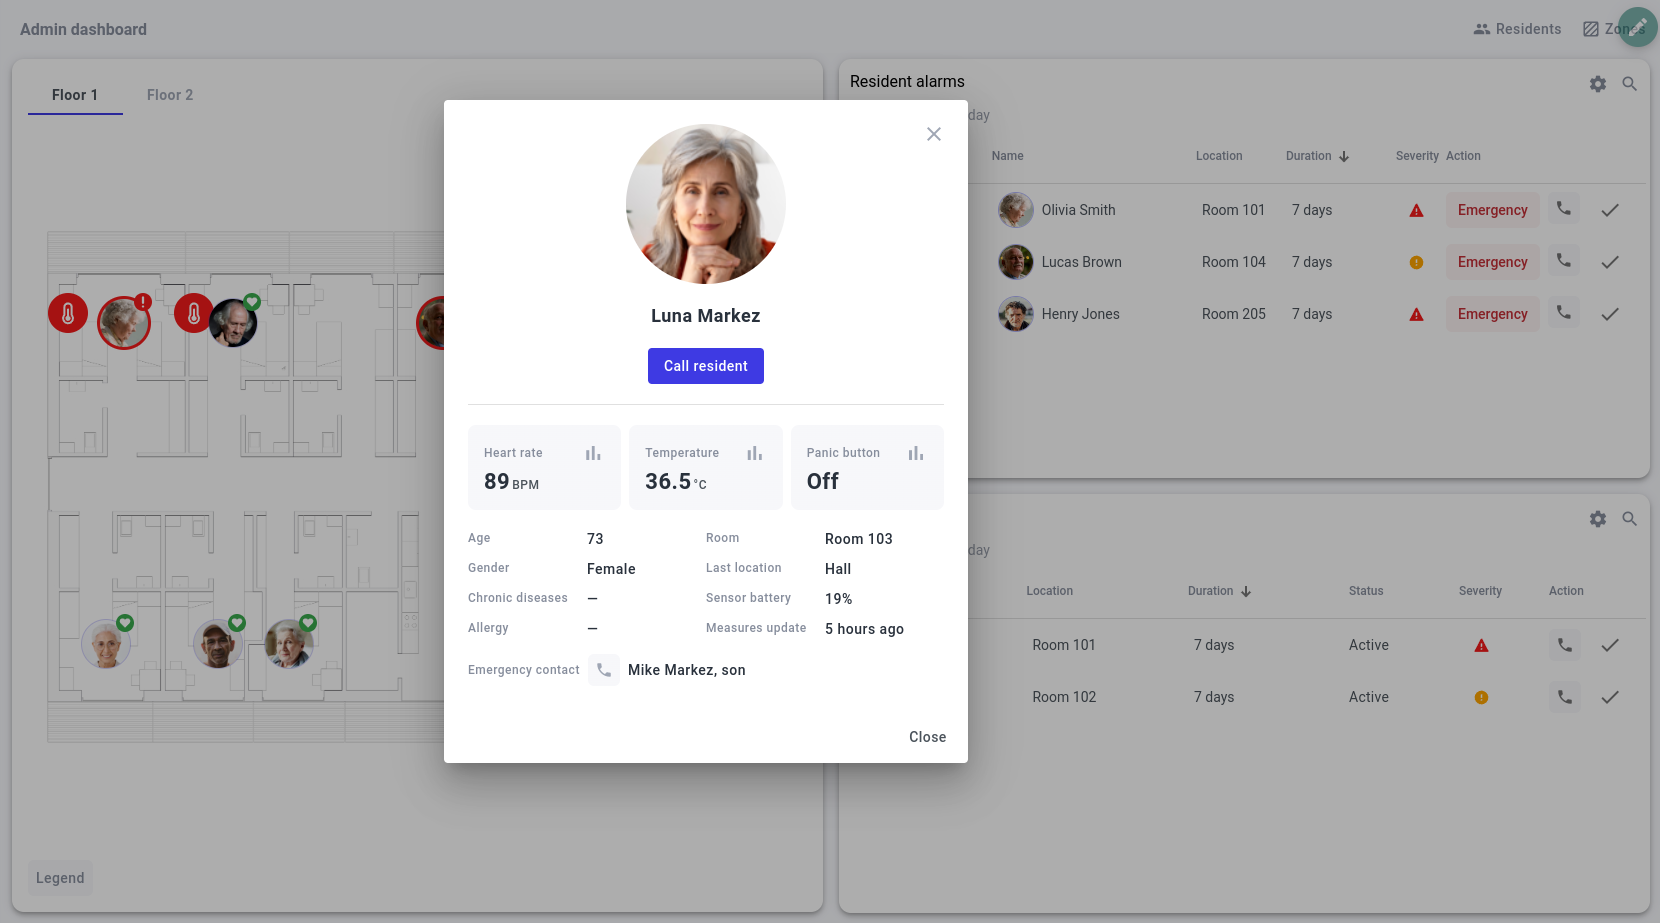 Admin dashboard
Residents
Zones
Floor 1
Floor 2
Resident alarms
day
Name
Location
Duration
Severity
Action
Olivia Smith
Room 101
7 days
Emergency
Lucas Brown
Room 104
7 days
Emergency
Henry Jones
Room 205
7 days
Emergency
Luna Markez
Call resident
Heart rate
89 BPM
Temperature
36.5 °C
Panic button
Off
Age
73
Room
Room 103
Gender
Female
Last location
Hall
Chronic diseases
—
Sensor battery
19%
Allergy
—
Measures update
5 hours ago
Emergency contact
Mike Markez, son
Close
day
Location
Duration
Status
Severity
Action
Room 101
7 days
Active
Room 102
7 days
Active
Legend